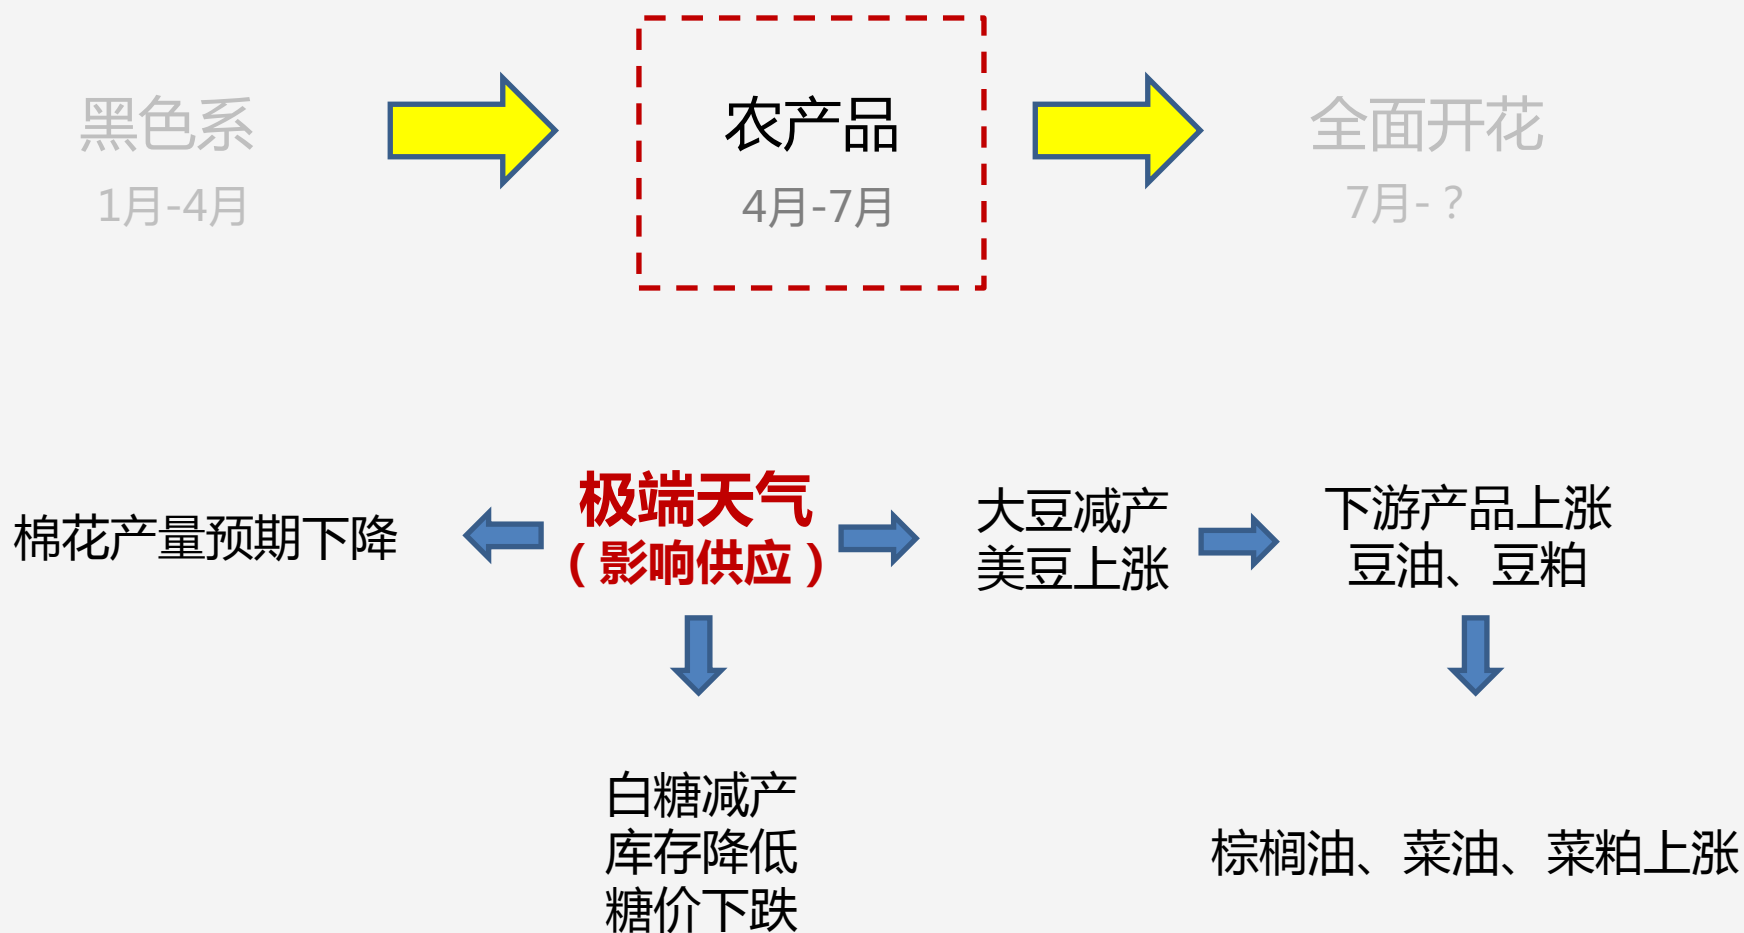 黑色系
1月-4月
农产品
4月-7月
全面开花
7月-？
棉花产量预期下降
极端天气
（影响供应）
大豆减产
美豆上涨
下游产品上涨
豆油、豆粕
白糖减产
库存降低
糖价下跌
棕榈油、菜油、菜粕上涨